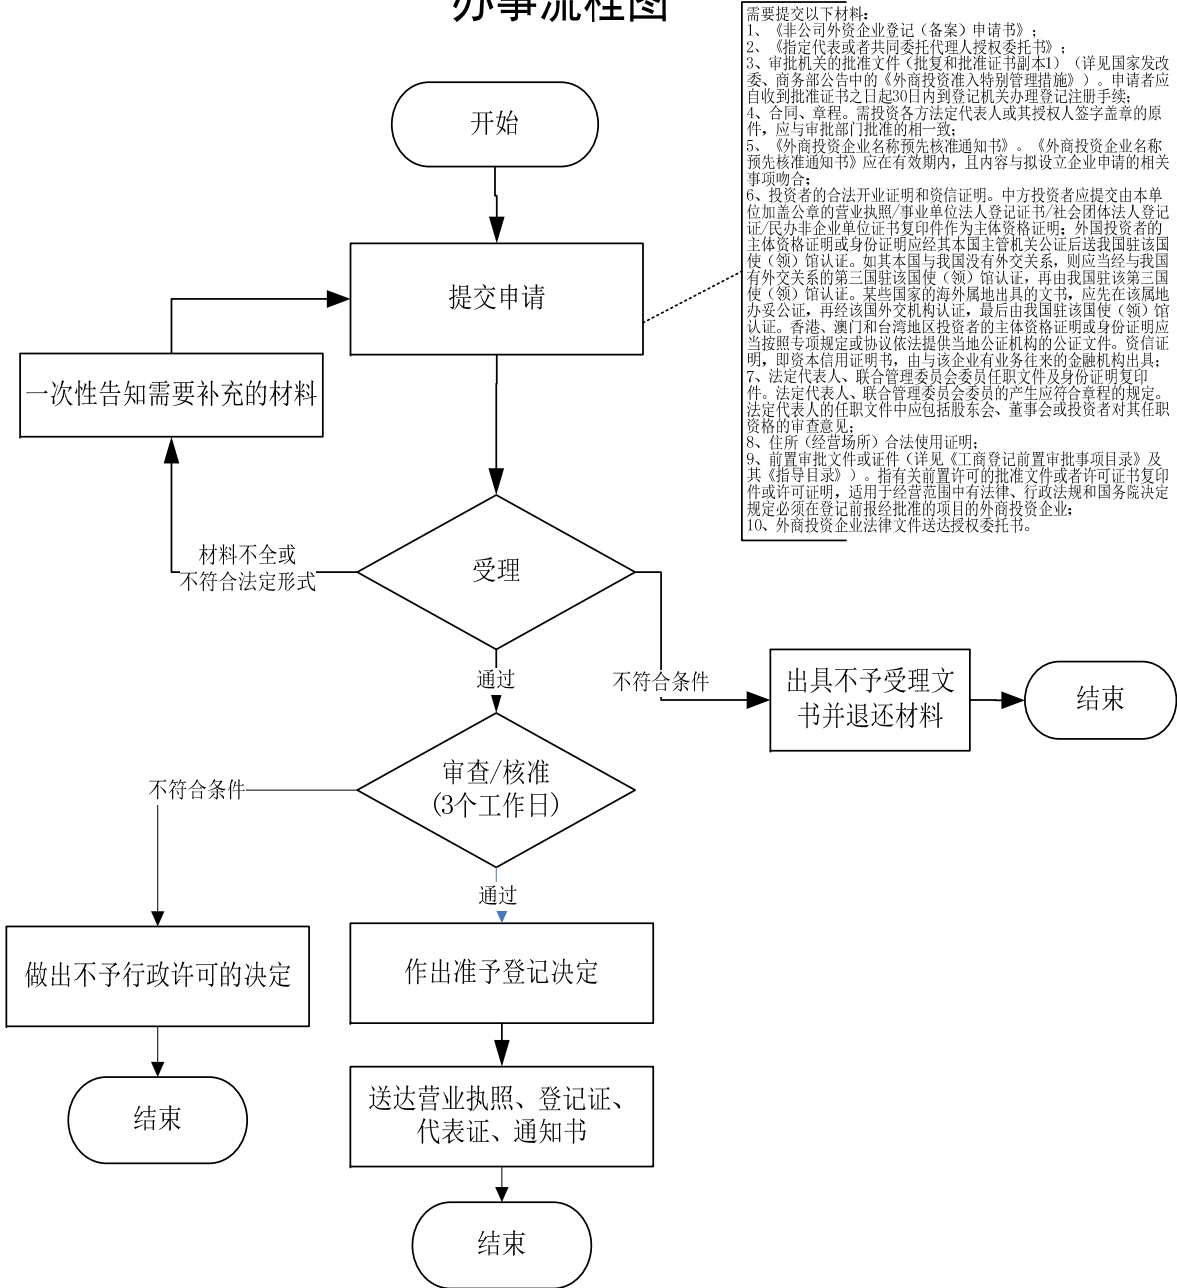 办事流程图
需要提交以下材料：
1、《非公司外资企业登记（备案）申请书》；
2、《指定代表或者共同委托代理人授权委托书》；
3、审批机关的批准文件（批复和批准证书副本1）（详见国家发改
委、商务部公告中的《外商投资准入特别管理措施》）。申请者应
自收到批准证书之日起30日内到登记机关办理登记注册手续；
4、合同、章程。需投资各方法定代表人或其授权人签字盖章的原
件，应与审批部门批准的相一致；
5、《外商投资企业名称预先核准通知书》。《外商投资企业名称
预先核准通知书》应在有效期内，且内容与拟设立企业申请的相关
事项吻合；
6、投资者的合法开业证明和资信证明。中方投资者应提交由本单
位加盖公章的营业执照/事业单位法人登记证书/社会团体法人登记
证/民办非企业单位证书复印件作为主体资格证明；外国投资者的
主体资格证明或身份证明应经其本国主管机关公证后送我国驻该国
使（领）馆认证。如其本国与我国没有外交关系，则应当经与我国
有外交关系的第三国驻该国使（领）馆认证，再由我国驻该第三国
使（领）馆认证。某些国家的海外属地出具的文书，应先在该属地
办妥公证，再经该国外交机构认证，最后由我国驻该国使（领）馆
认证。香港、澳门和台湾地区投资者的主体资格证明或身份证明应
当按照专项规定或协议依法提供当地公证机构的公证文件。资信证
明，即资本信用证明书，由与该企业有业务往来的金融机构出具；
7、法定代表人、联合管理委员会委员任职文件及身份证明复印
件。法定代表人、联合管理委员会委员的产生应符合章程的规定。
法定代表人的任职文件中应包括股东会、董事会或投资者对其任职
资格的审查意见；
8、住所（经营场所）合法使用证明；
9、前置审批文件或证件（详见《工商登记前置审批事项目录》及
其《指导目录》）。指有关前置许可的批准文件或者许可证书复印
件或许可证明，适用于经营范围中有法律、行政法规和国务院决定
规定必须在登记前报经批准的项目的外商投资企业；
10、外商投资企业法律文件送达授权委托书。
开始
提交申请
一次性告知需要补充的材料
材料不全或
不符合法定形式
受理
通过
不符合条件
出具不予受理文
书并退还材料
结束
审查/核准
(3个工作日)
不符合条件
通过
做出不予行政许可的决定
作出准予登记决定
结束
送达营业执照、登记证、
代表证、通知书
结束